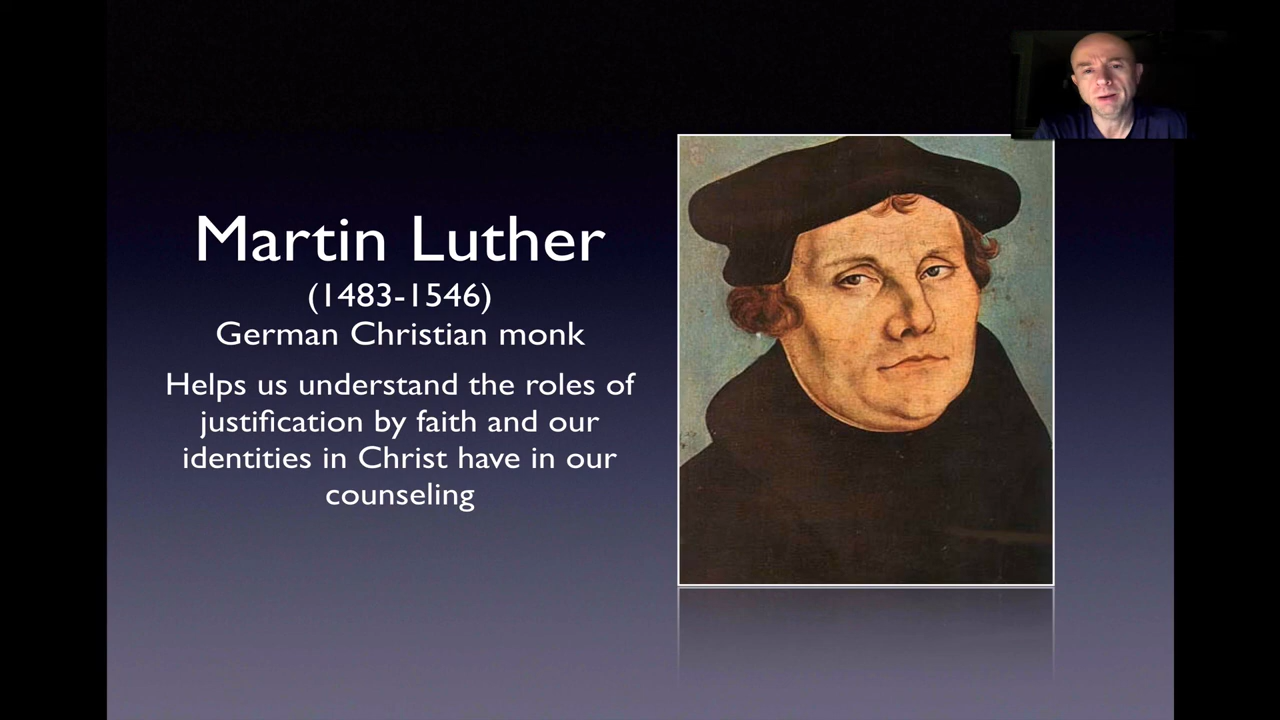 Martin Luther
(1483-1546)
German Christian monk
Helps us understand the roles of
justification by faith and our
identities in Christ have in our
counseling